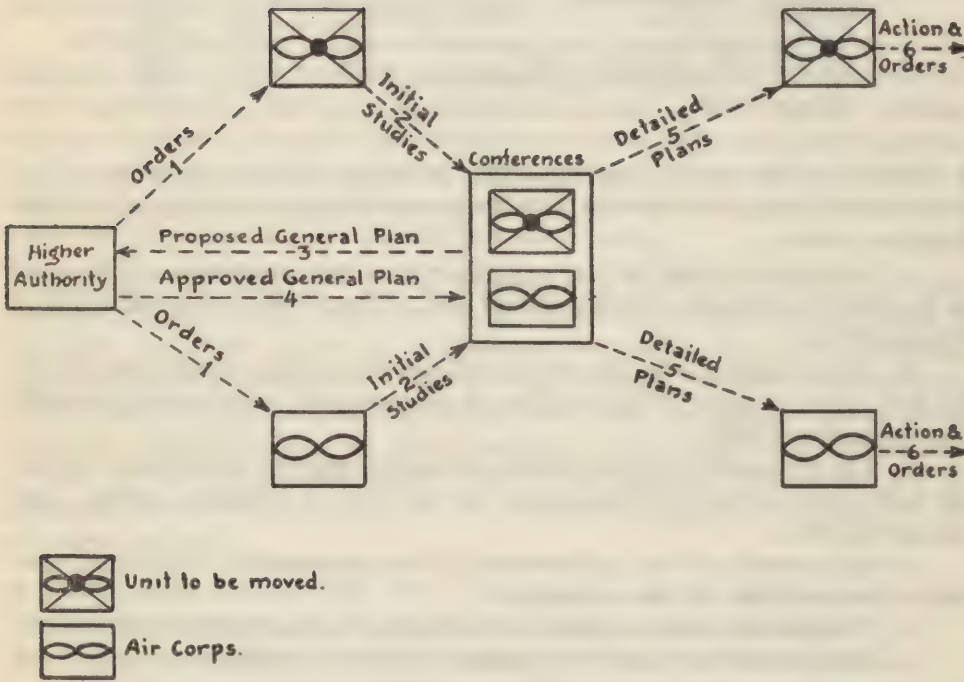 Action &
6
Orders
Initial
2
Studies
Detailed
5
Plans
Orders
1
Conferences
Higher
Authority
Proposed General Plan
3
Approved General Plan
4
Orders
1
Initial
2
Studies
Detailed
5
Plans
Action &
6
Orders
Unit to be moved.
Air Corps.